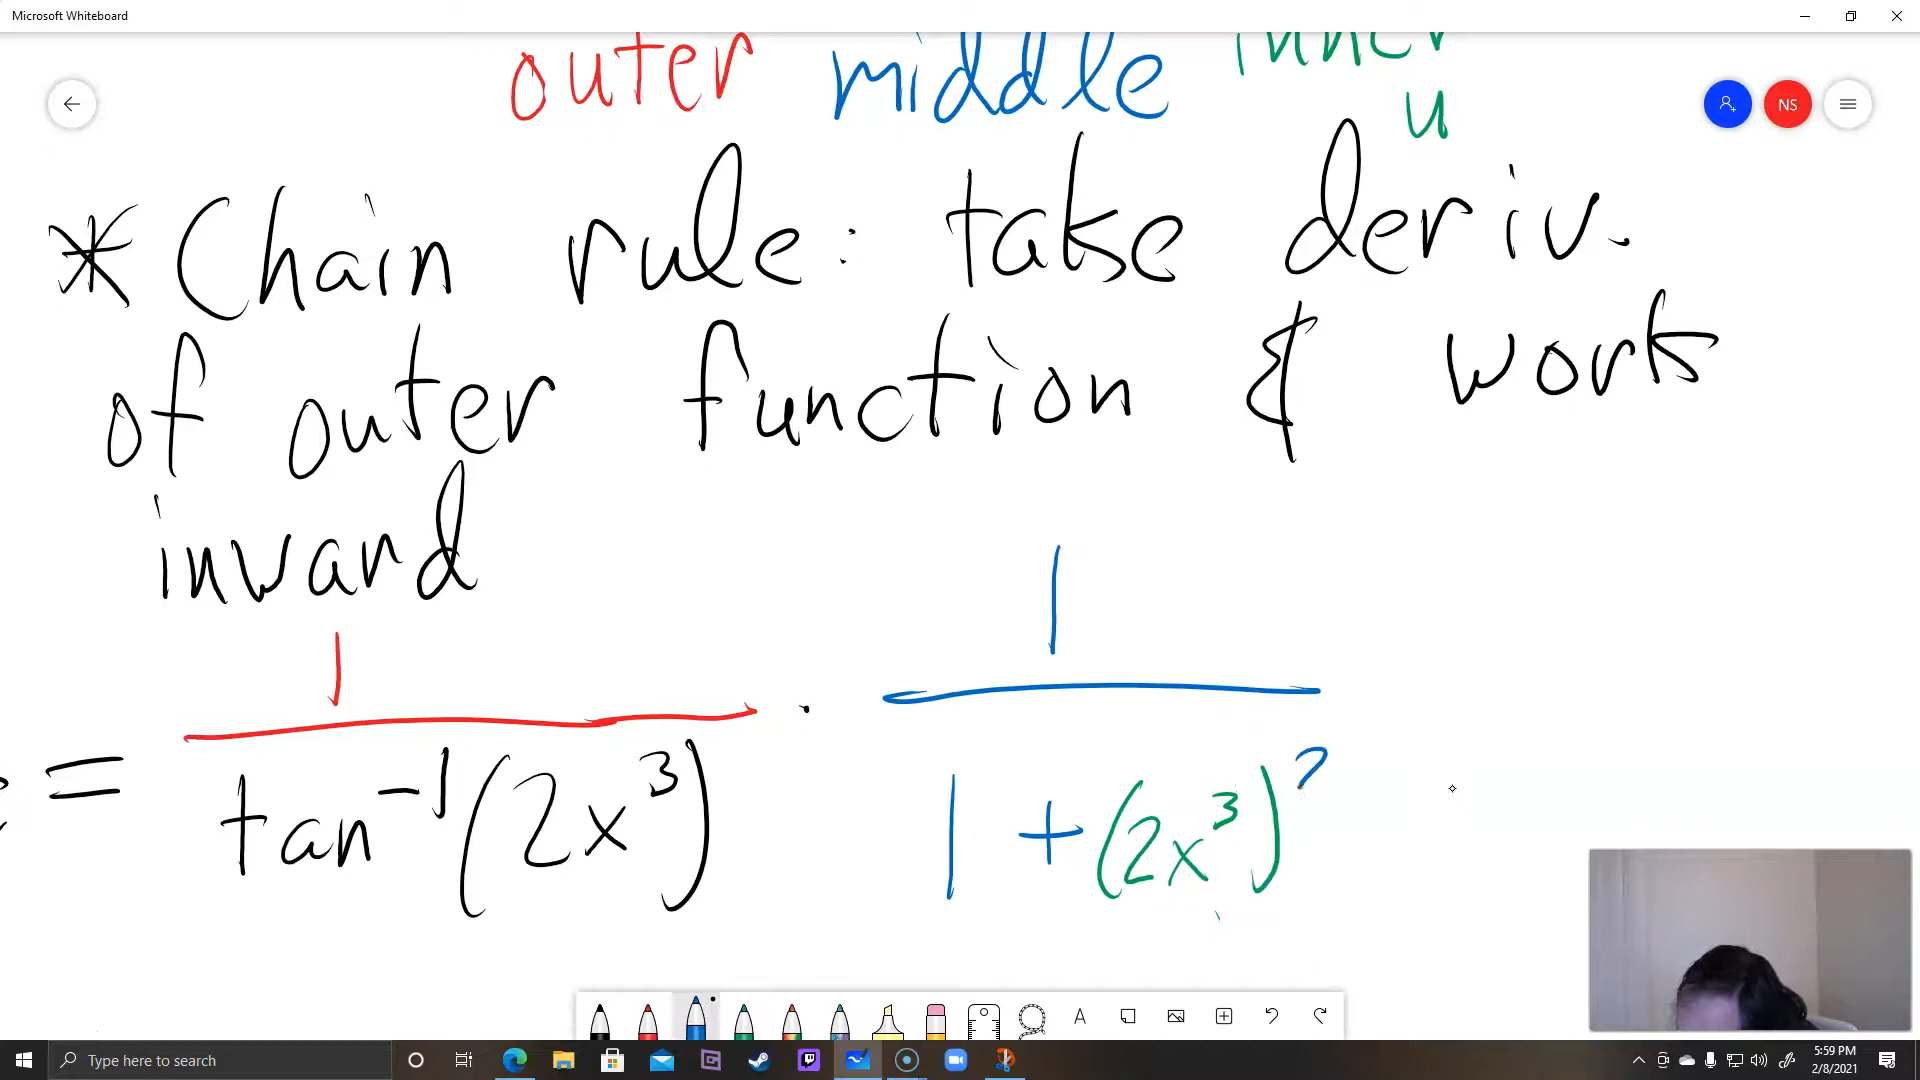 Microsoft Whiteboard
outer middle inner
u
NS
* Chain rule: take deriv.
of outer function & work
inward
= 1 / tan⁻¹(2x³) · 1 / 1 + (2x³)²
A
Type here to search
5:59 PM
2/8/2021